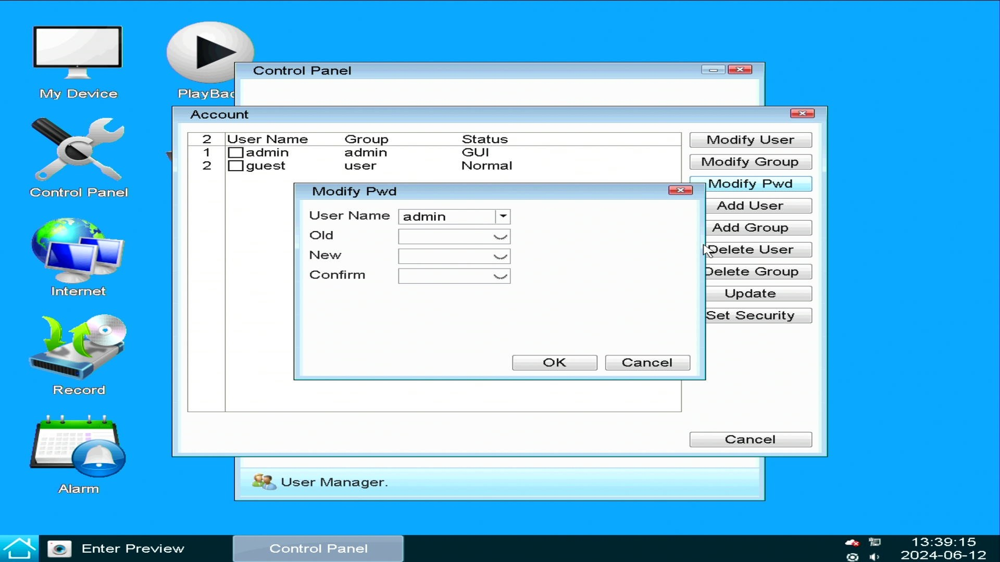 My Device
PlayBac
Control Panel
Internet
Record
Alarm
Control Panel
Account
2 User Name Group Status
1 admin admin GUI
2 guest user Normal
Modify User
Modify Group
Modify Pwd
Add User
Add Group
Delete User
Delete Group
Update
Set Security
Cancel
Modify Pwd
User Name admin
Old
New
Confirm
OK Cancel
User Manager.
Enter Preview
Control Panel
13:39:15
2024-06-12